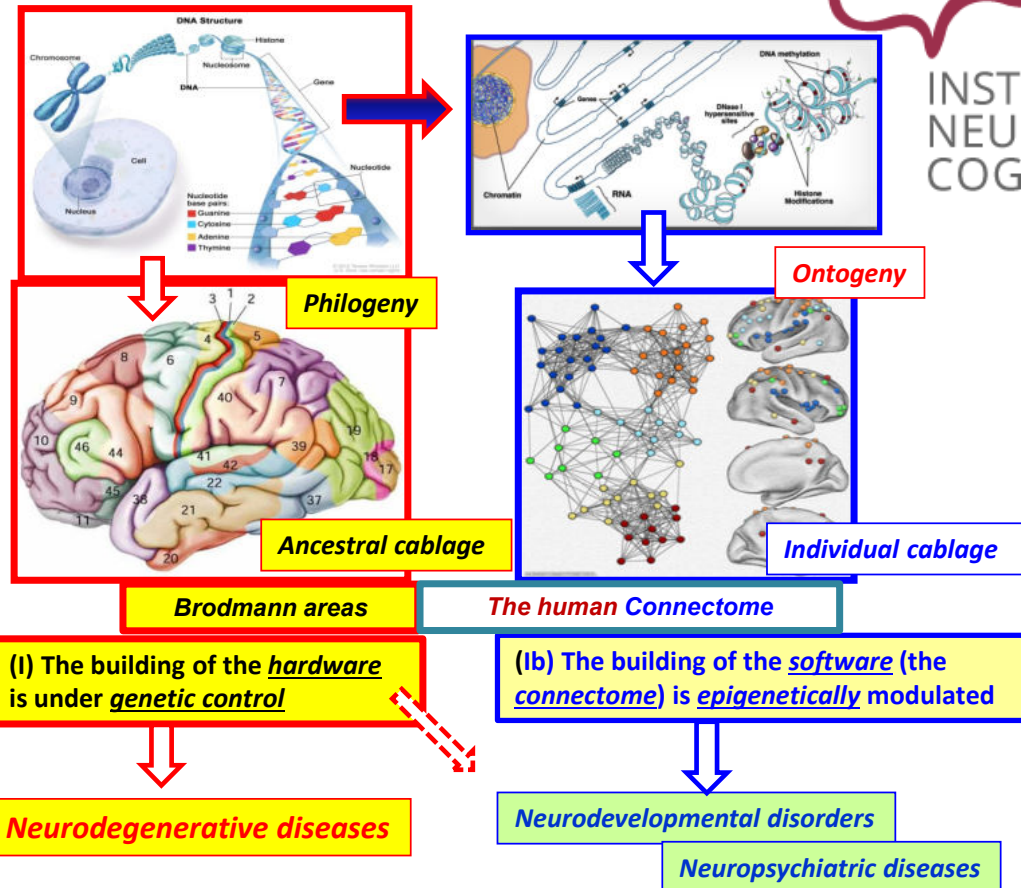 DNA Structure
Chromosome
Histone
Nucleosome
DNA
Gene
Cell
Nucleus
Nucleotide
Nucleotide
base pairs:
Guanine
Cytosine
Adenine
Thymine
DNA methylation
Genes
DNase I
hypersensitive
sites
Chromatin
RNA
Histone
Modifications
INST
NEU
COG
Philogeny
Ontogeny
3 1 2
4 5
8 6
7
9 40
10 46 44
19
39
18 17
41
42
45 22
38 37
11 21
20
Ancestral cablage
Individual cablage
Brodmann areas
The human Connectome
(I) The building of the hardware
is under genetic control
(Ib) The building of the software (the
connectome) is epigenetically modulated
Neurodegenerative diseases
Neurodevelopmental disorders
Neuropsychiatric diseases